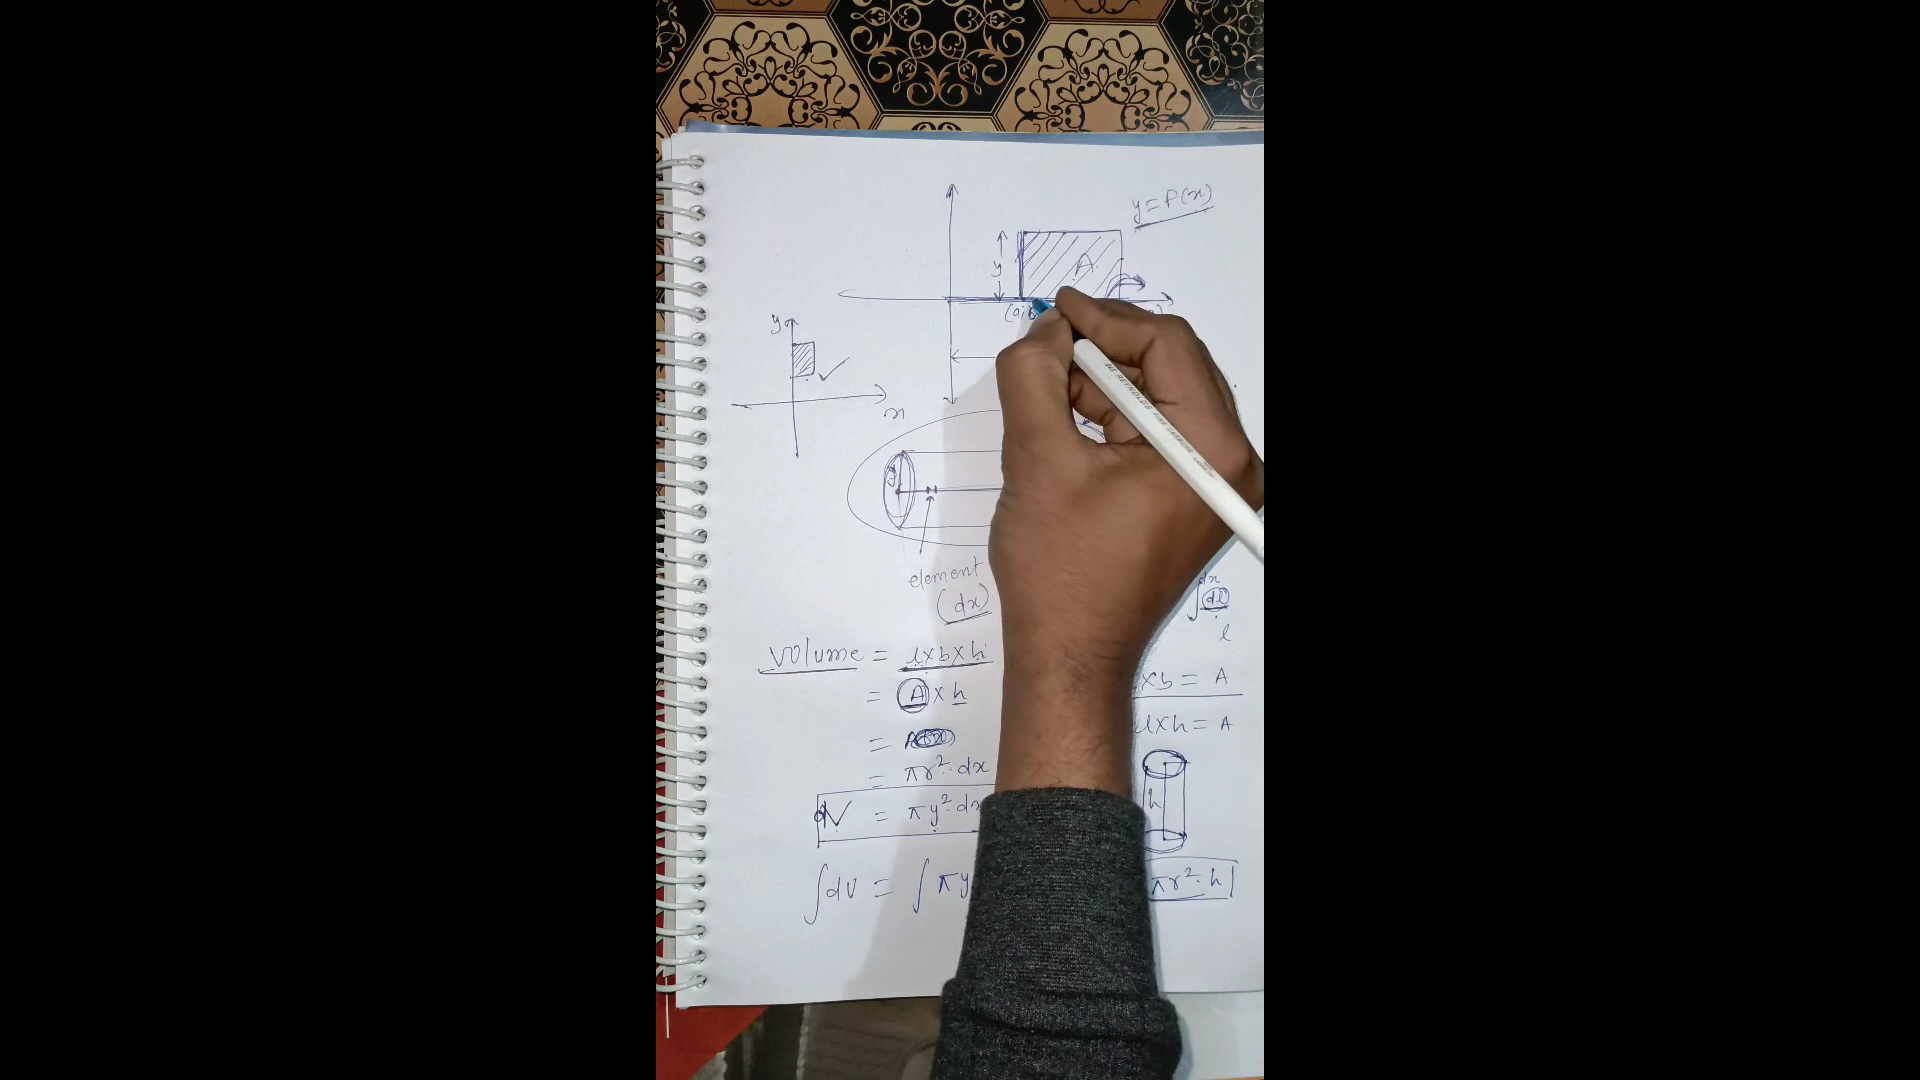 y = f(x)
y
A
y
x
y
element
(dx)
dx
∫dl
l
Volume = l×b×h
= A × h
×b = A
l×h = A
= πr². dx
h
dV = πy². dx
∫dV = ∫πy
πr². h